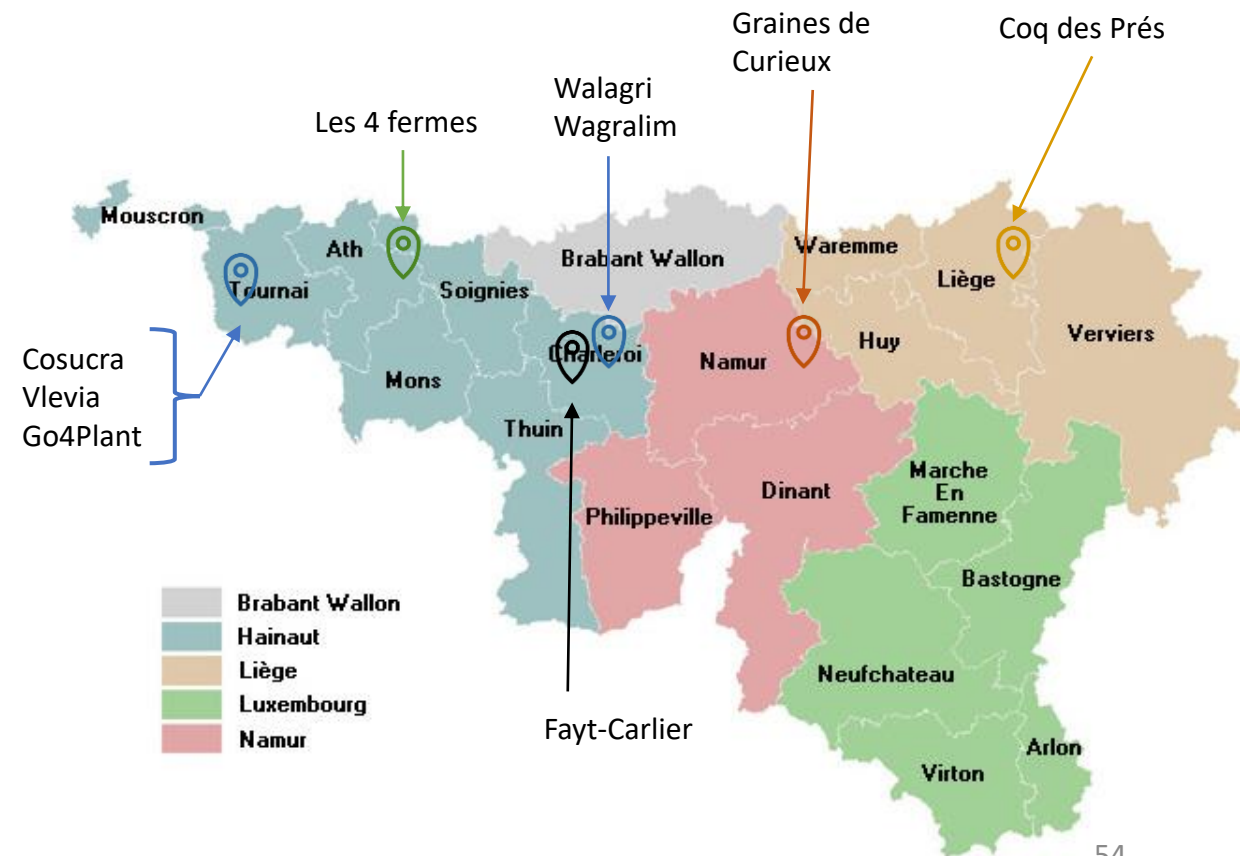 Graines de
Curieux
Coq des Prés
Walagri
Wagralim
Les 4 fermes
Mouscron
Ath
Brabant Wallon
Waremme
Tournai
Soignies
Liège
Cosucra
Vlevia
Go4Plant
Charleroi
Namur
Huy
Verviers
Mons
Thuin
Marche
En
Famenne
Dinant
Philippeville
Bastogne
Brabant Wallon
Hainaut
Liège
Luxembourg
Namur
Neufchateau
Fayt-Carlier
Arlon
Virton
54